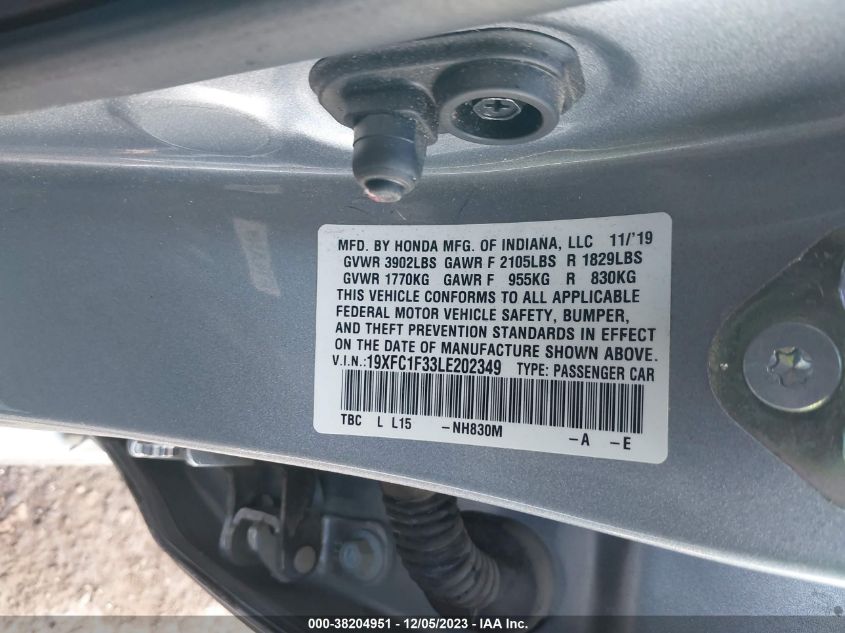 MFD. BY HONDA MFG. OF INDIANA, LLC 11/'19
GVWR 3902LBS GAWR F 2105LBS R 1829LBS
GVWR 1770KG GAWR F 955KG R 830KG
THIS VEHICLE CONFORMS TO ALL APPLICABLE
FEDERAL MOTOR VEHICLE SAFETY, BUMPER,
AND THEFT PREVENTION STANDARDS IN EFFECT
ON THE DATE OF MANUFACTURE SHOWN ABOVE.
V.I.N.:19XFC1F33LE202349 TYPE: PASSENGER CAR
TBC L L15 -NH830M -A -E
000-38204951 - 12/05/2023 - IAA Inc.